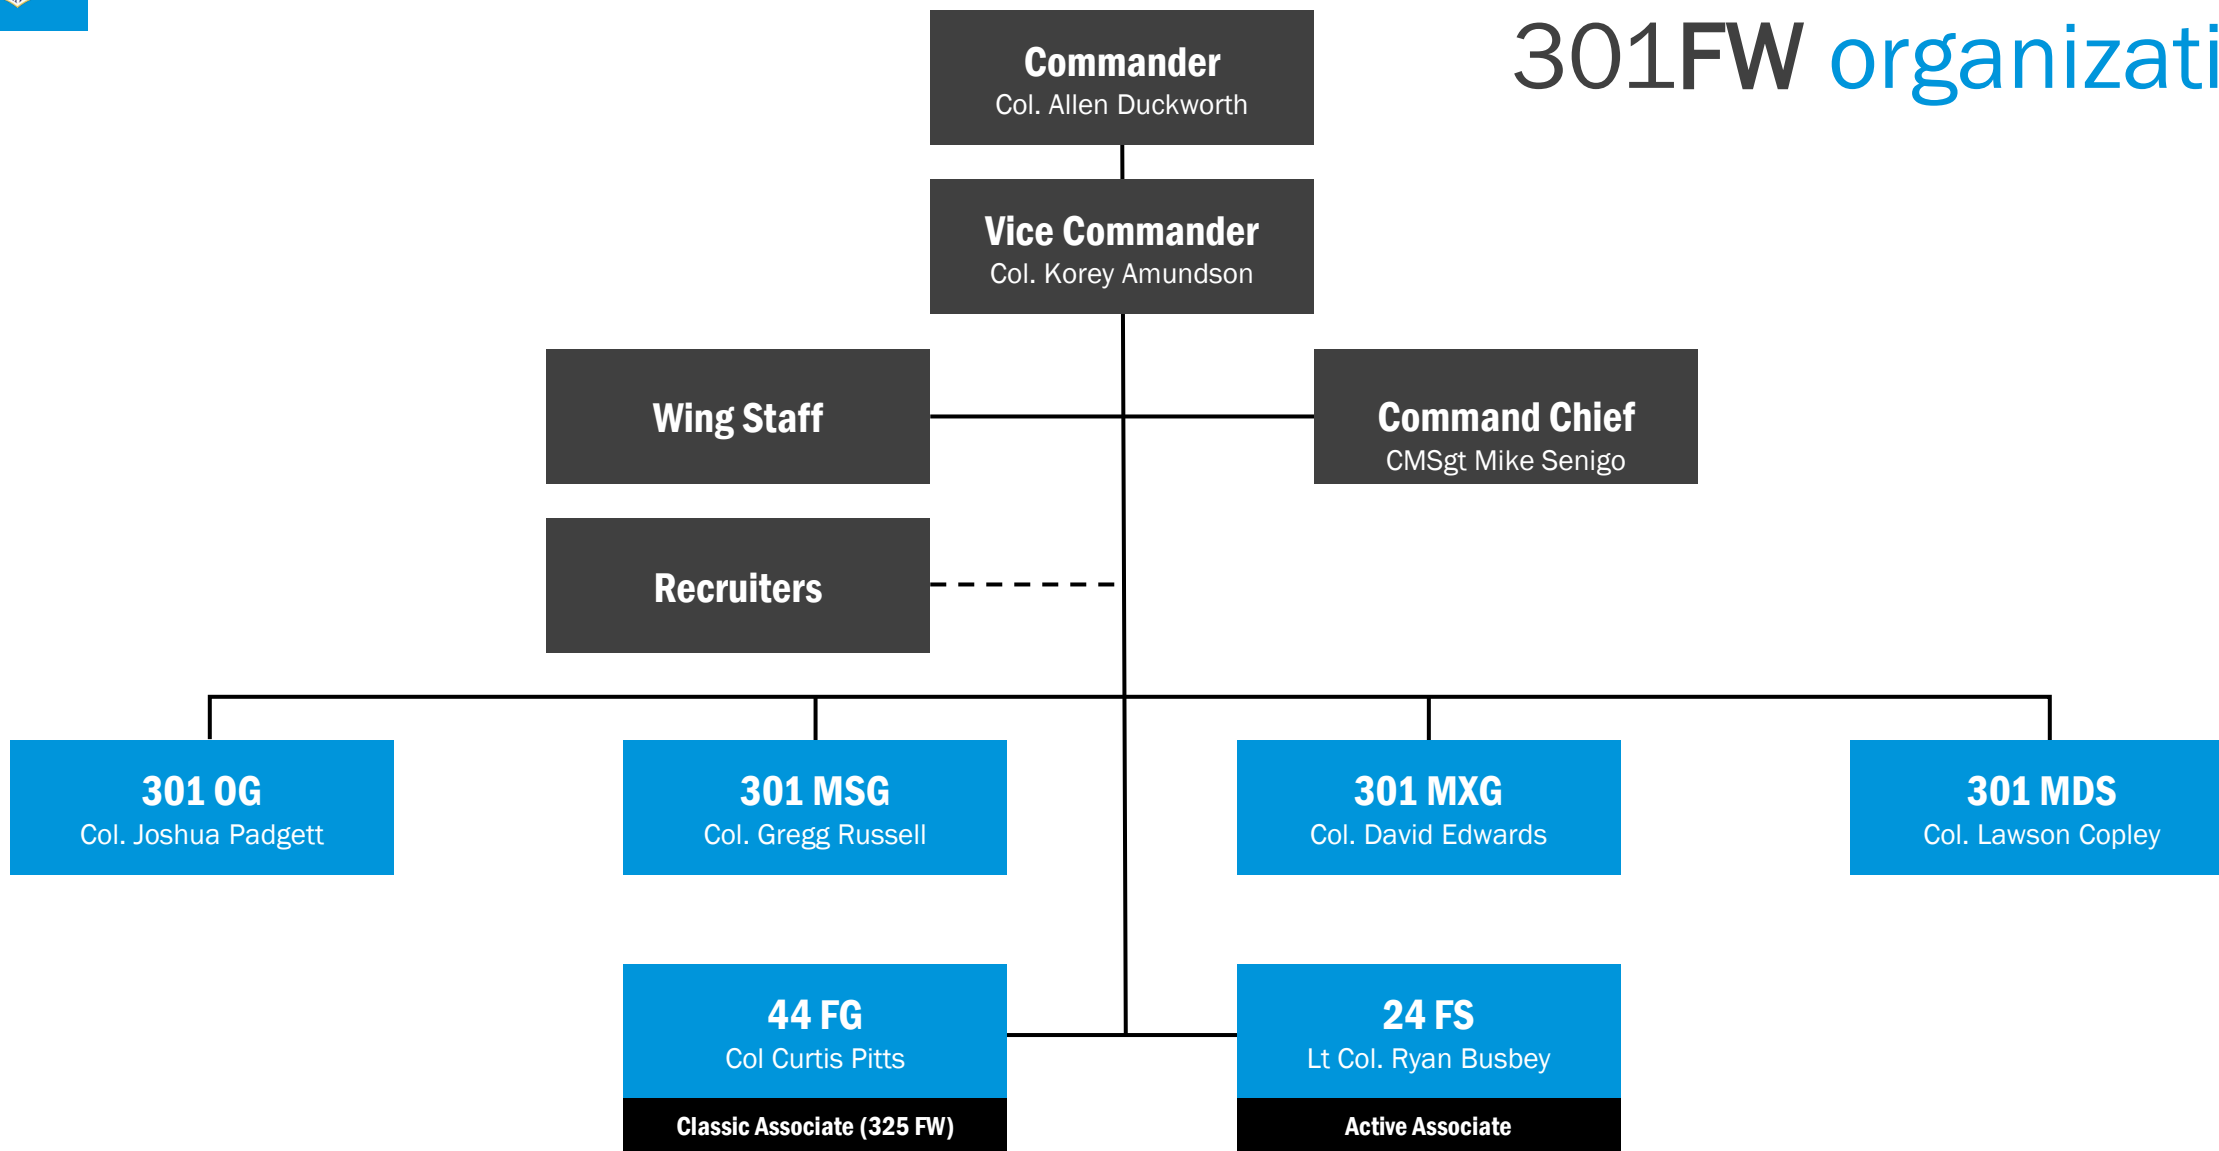 301FW organizati
Commander
Col. Allen Duckworth
Vice Commander
Col. Korey Amundson
Wing Staff
Command Chief
CMSgt Mike Senigo
Recruiters
301 OG
Col. Joshua Padgett
301 MSG
Col. Gregg Russell
301 MXG
Col. David Edwards
301 MDS
Col. Lawson Copley
44 FG
Col Curtis Pitts
Classic Associate (325 FW)
24 FS
Lt Col. Ryan Busbey
Active Associate